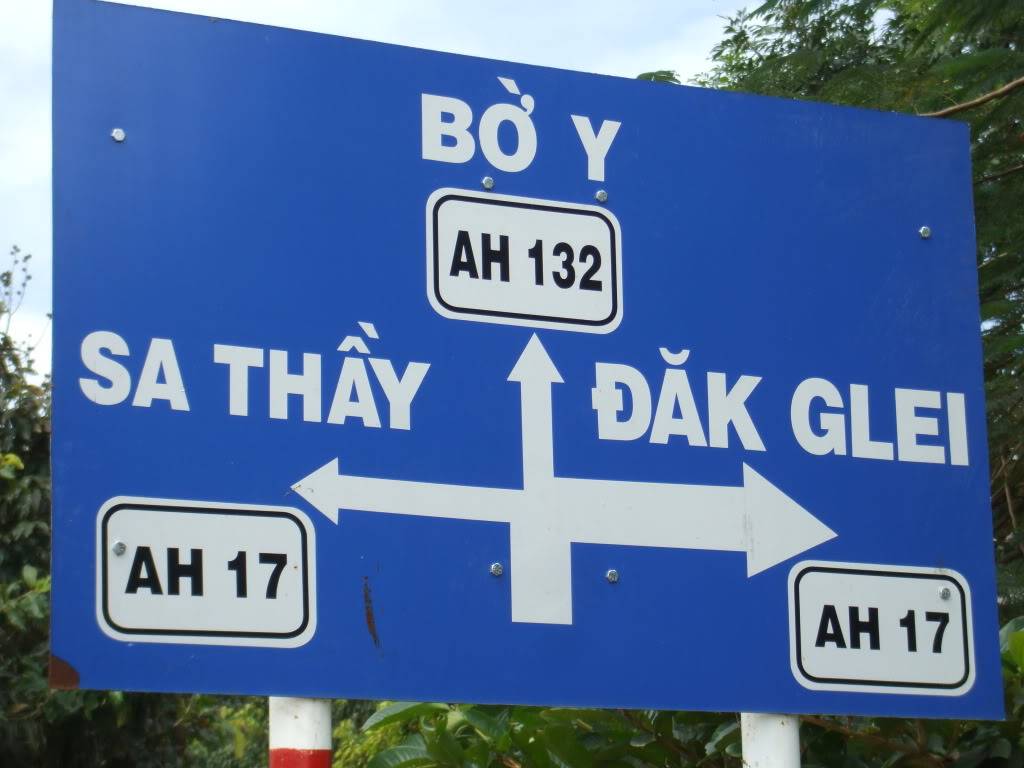 BỜ Y
AH 132
SA THẦY
ĐĂK GLEI
AH 17
AH 17